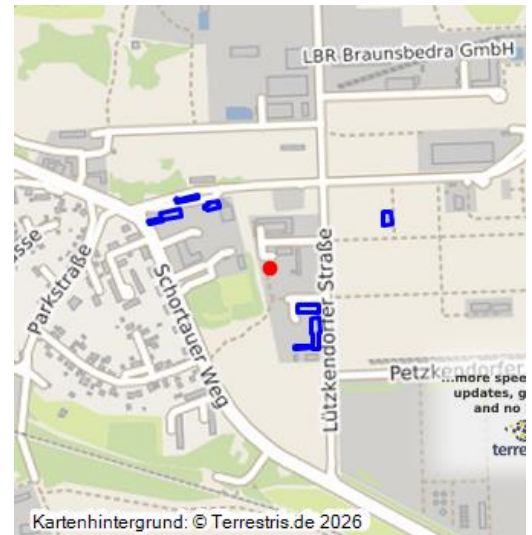 LBR Braunsbedra GmbH
asse
Parkstraße
Schortauer Weg
Lützkendorfer Straße
Petzkendorfer
...more spee
updates, g
and no
terre
Kartenhintergrund: © Terrestris.de 2026